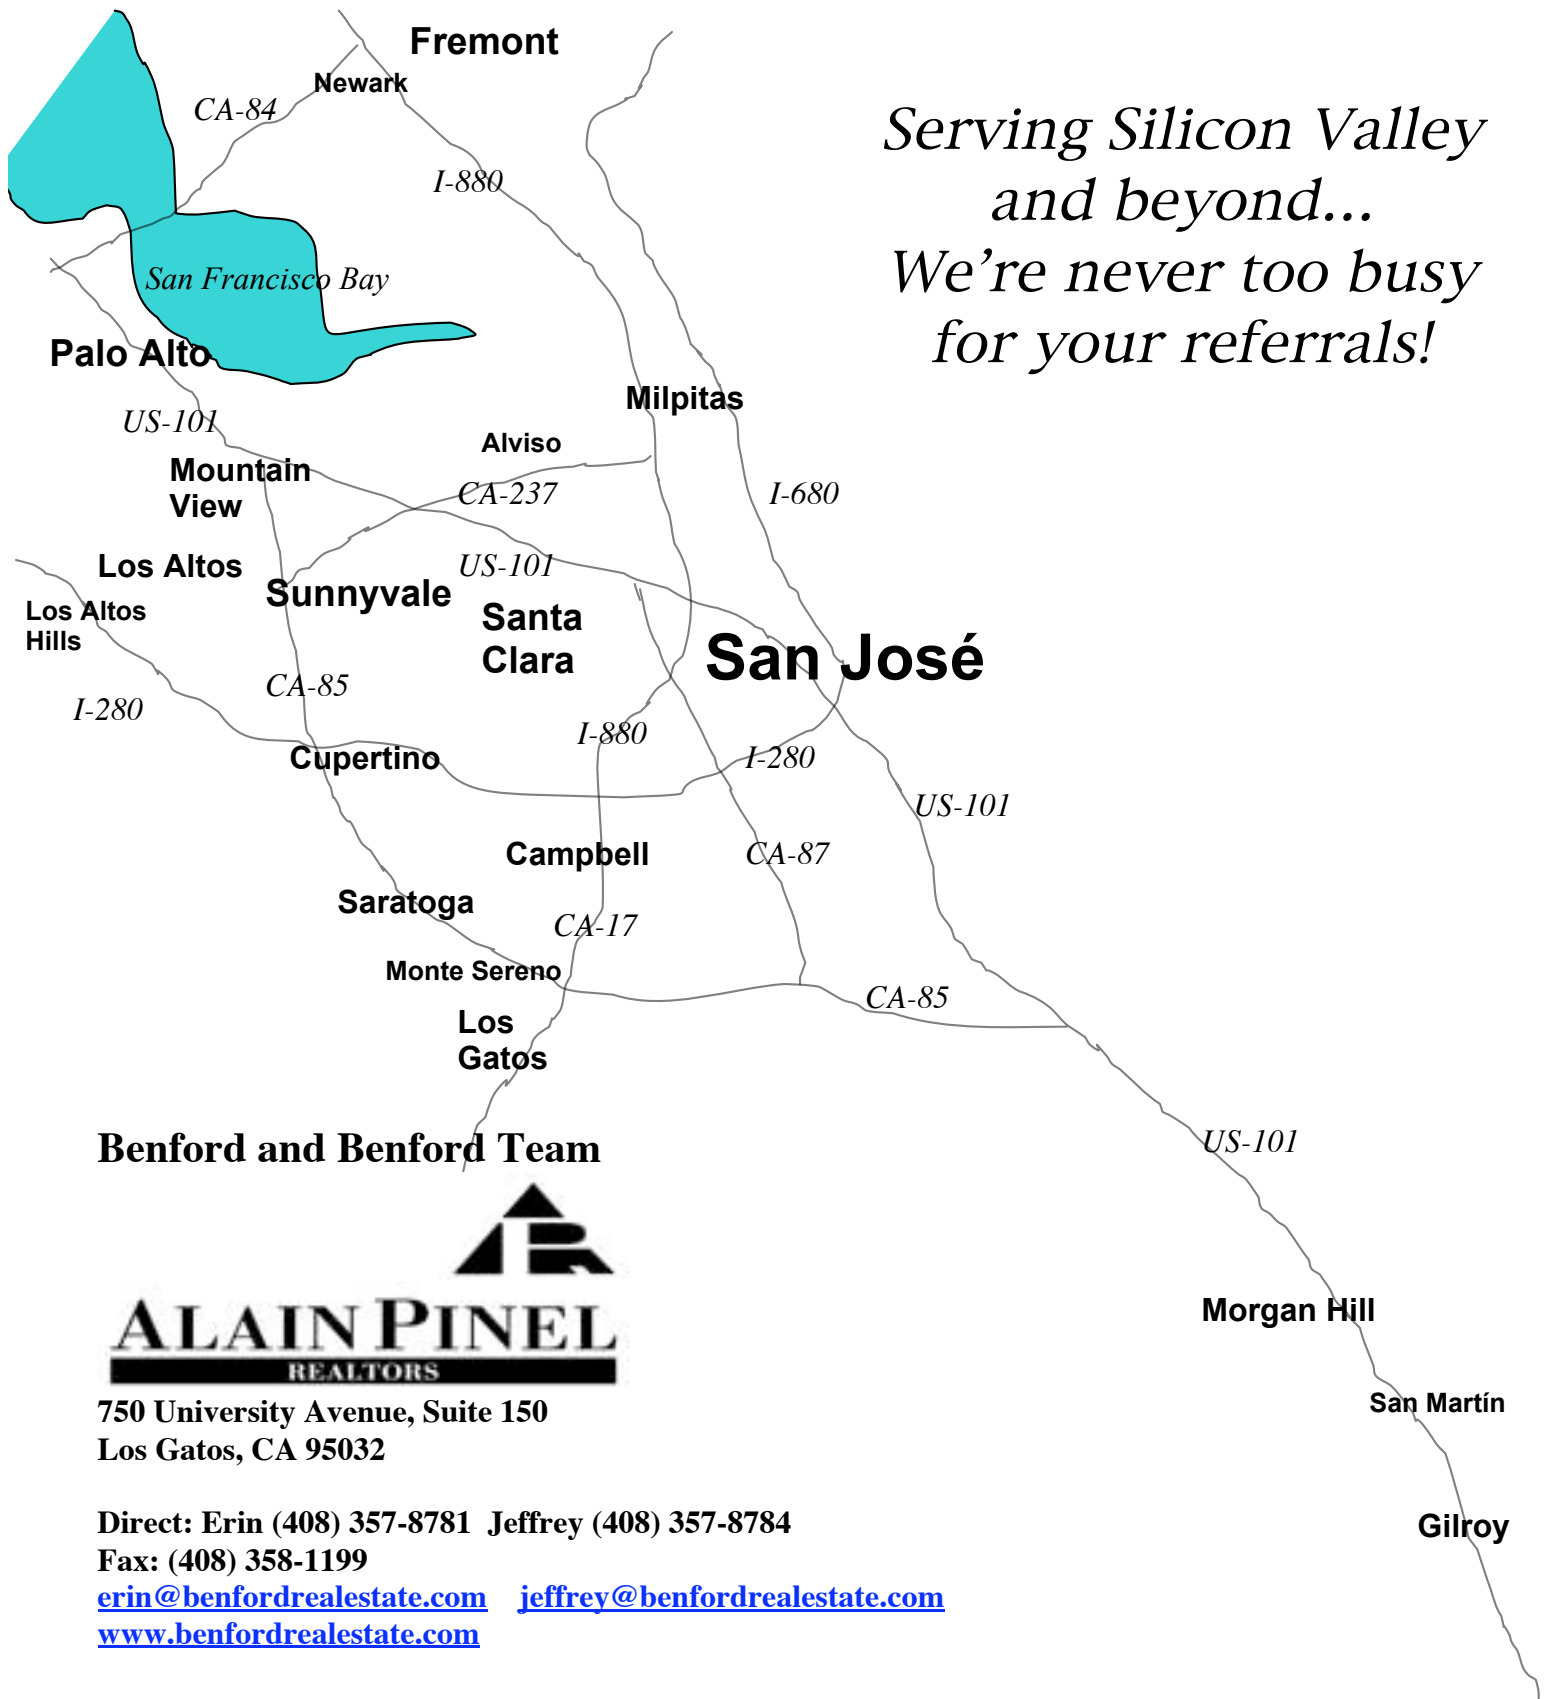 Fremont
Newark
CA-84
Serving Silicon Valley
and beyond...
We're never too busy
for your referrals!
I-880
San Francisco Bay
Palo Alto
Milpitas
US-101
Alviso
Mountain
View
CA-237
I-680
Los Altos
US-101
Sunnyvale
Los Altos
Hills
Santa
Clara
San José
CA-85
I-280
I-880
Cupertino
I-280
US-101
Campbell
CA-87
Saratoga
CA-17
Monte Sereno
CA-85
Los
Gatos
US-101
Benford and Benford Team
ALAIN PINEL
REALTORS
Morgan Hill
San Martín
Gilroy
750 University Avenue, Suite 150
Los Gatos, CA 95032
Direct: Erin (408) 357-8781  Jeffrey (408) 357-8784
Fax: (408) 358-1199
erin@benfordrealestate.com    jeffrey@benfordrealestate.com
www.benfordrealestate.com